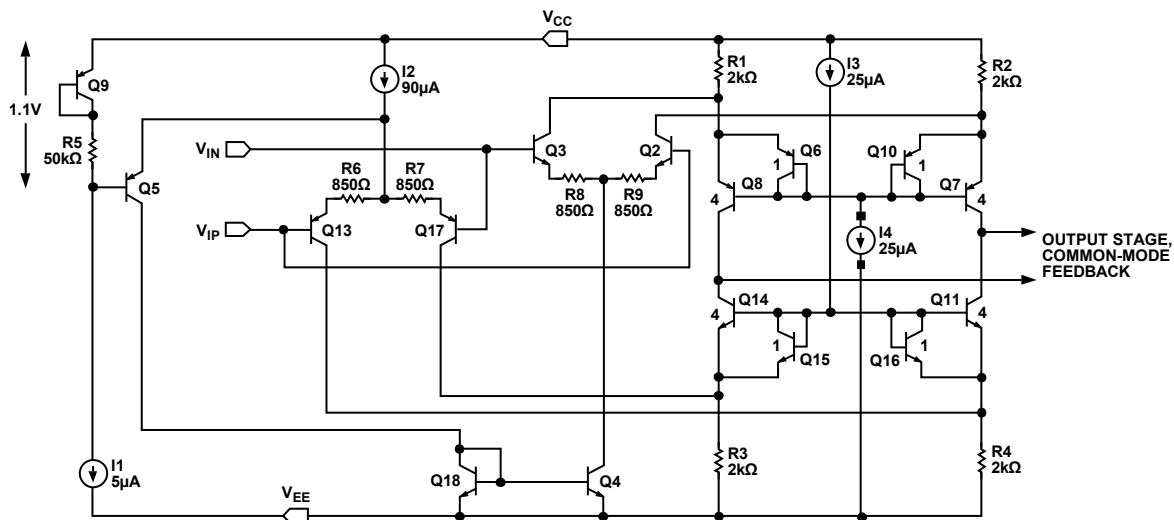 VCC
R1
2kΩ
I3
25µA
R2
2kΩ
1.1V
Q9
I2
90µA
R5
50kΩ
VIN
Q3
Q2
Q6
1
Q10
1
Q5
R6
850Ω
R7
850Ω
R8
850Ω
R9
850Ω
Q8
4
Q7
4
VIP
Q13
Q17
I4
25µA
OUTPUT STAGE,
COMMON-MODE
FEEDBACK
Q14
4
Q11
4
1
Q15
Q16
1
R3
2kΩ
R4
2kΩ
I1
5µA
Q18
Q4
VEE